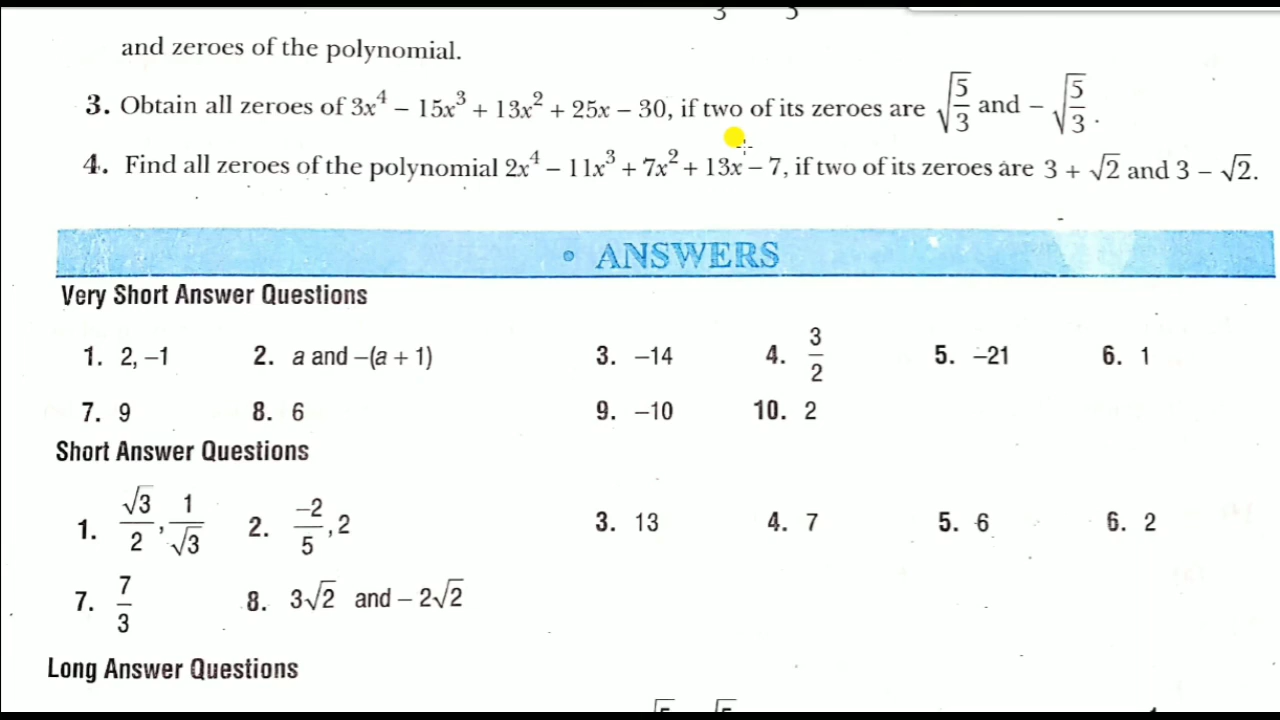 3 3
and zeroes of the polynomial.
3. Obtain all zeroes of 3x⁴ – 15x³ + 13x² + 25x – 30, if two of its zeroes are √(5/3) and – √(5/3).
4. Find all zeroes of the polynomial 2x⁴ – 11x³ + 7x² + 13x – 7, if two of its zeroes are 3 + √2 and 3 – √2.
• ANSWERS
Very Short Answer Questions
1. 2, –1 2. a and –(a + 1) 3. –14 4. 3/2 5. –21 6. 1
7. 9 8. 6 9. –10 10. 2
Short Answer Questions
1. √3/2, 1/√3 2. –2/5, 2 3. 13 4. 7 5. 6 6. 2
7. 7/3 8. 3√2 and – 2√2
Long Answer Questions